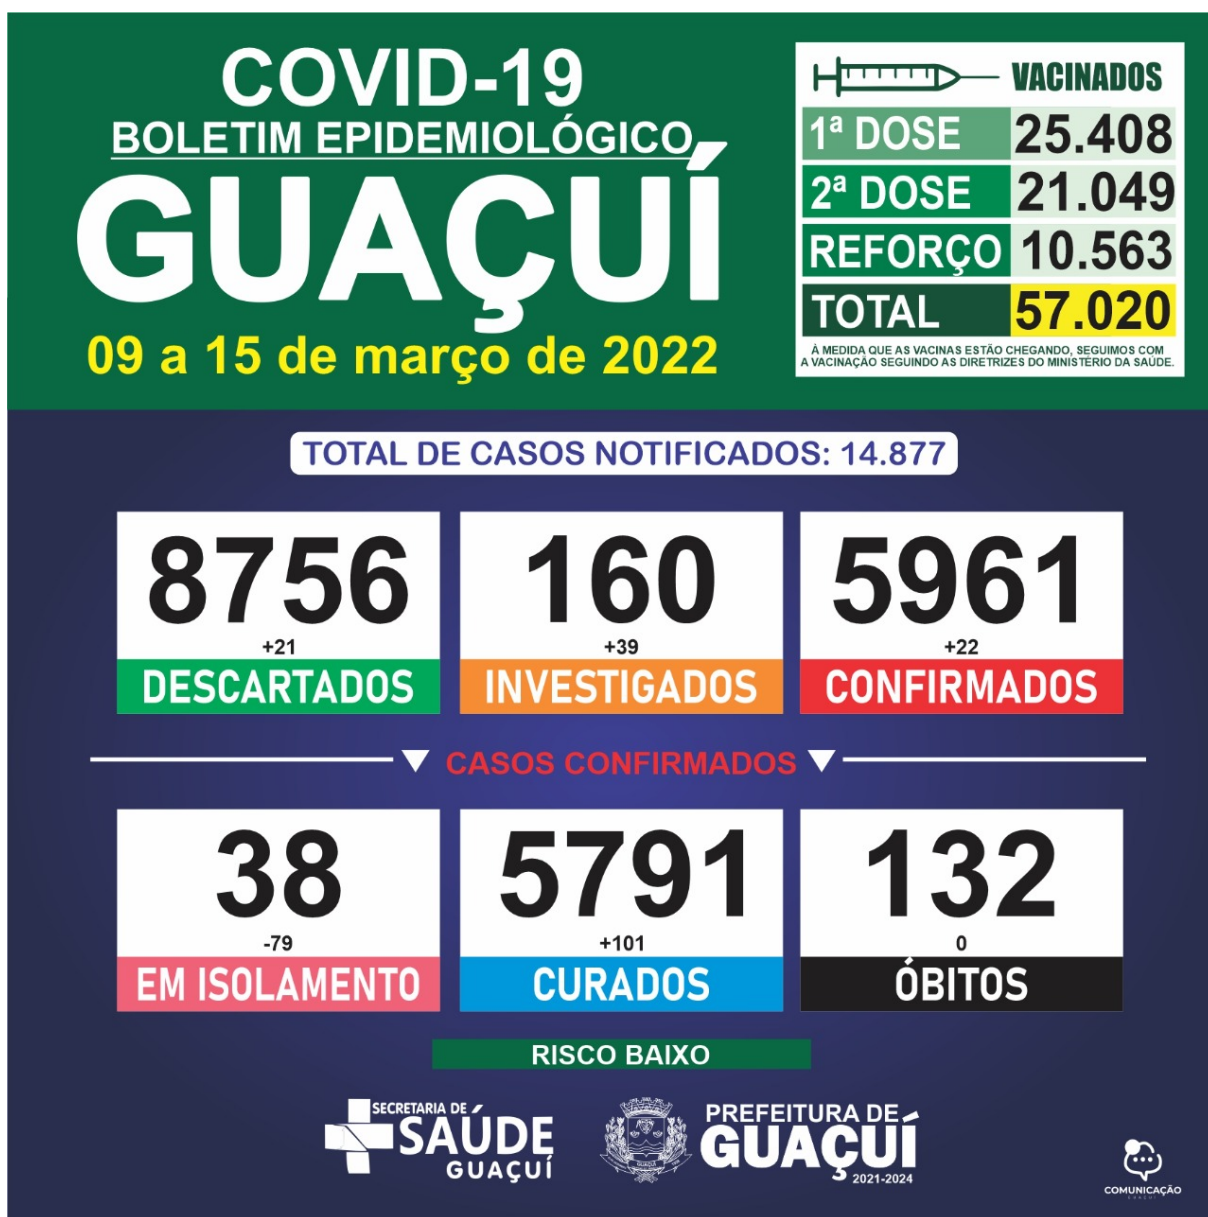 COVID-19
BOLETIM EPIDEMIOLÓGICO
GUAÇUÍ
09 a 15 de março de 2022
VACINADOS
1ª DOSE 25.408
2ª DOSE 21.049
REFORÇO 10.563
TOTAL 57.020
À MEDIDA QUE AS VACINAS ESTÃO CHEGANDO, SEGUIMOS COM
A VACINAÇÃO SEGUINDO AS DIRETRIZES DO MINISTÉRIO DA SAÚDE.
TOTAL DE CASOS NOTIFICADOS: 14.877
8756
+21
DESCARTADOS
160
+39
INVESTIGADOS
5961
+22
CONFIRMADOS
CASOS CONFIRMADOS
38
-79
EM ISOLAMENTO
5791
+101
CURADOS
132
0
ÓBITOS
RISCO BAIXO
SECRETARIA DE
SAÚDE
GUAÇUÍ
PREFEITURA DE
GUAÇUÍ
2021-2024
COMUNICAÇÃO